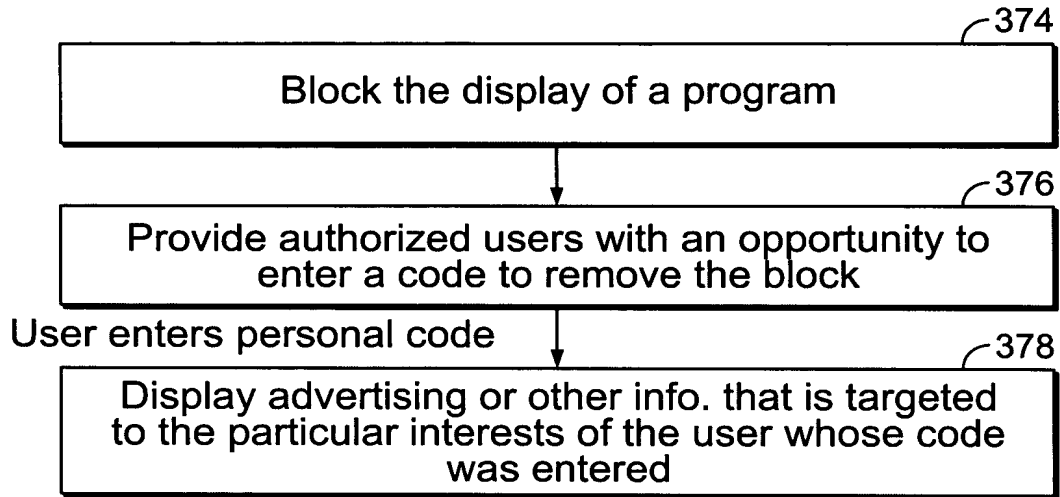 374
Block the display of a program
376
Provide authorized users with an opportunity to
enter a code to remove the block
User enters personal code
378
Display advertising or other info. that is targeted
to the particular interests of the user whose code
was entered